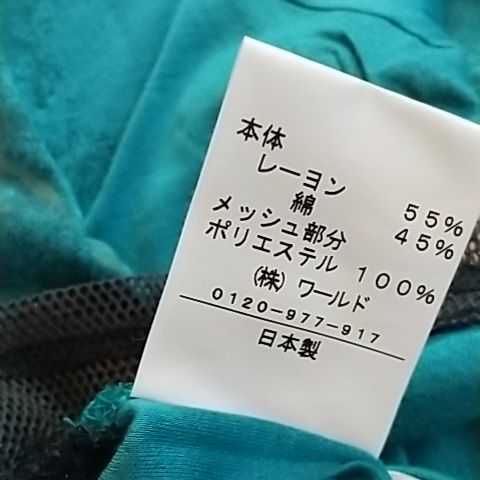 本体
レーヨン 55%
綿 45%
メッシュ部分
ポリエステル 100%
(株)ワールド
0120-977-917
日本製